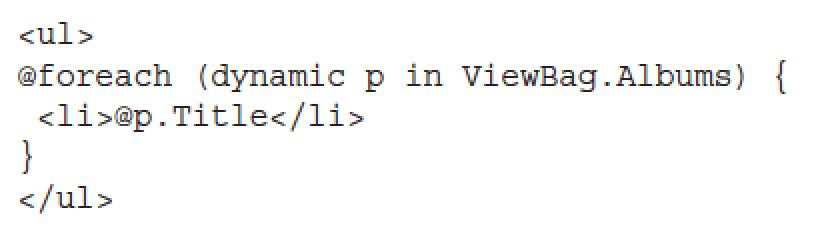 <ul>
@foreach (dynamic p in ViewBag.Albums) {
<li>@p.Title</li>
}
</ul>